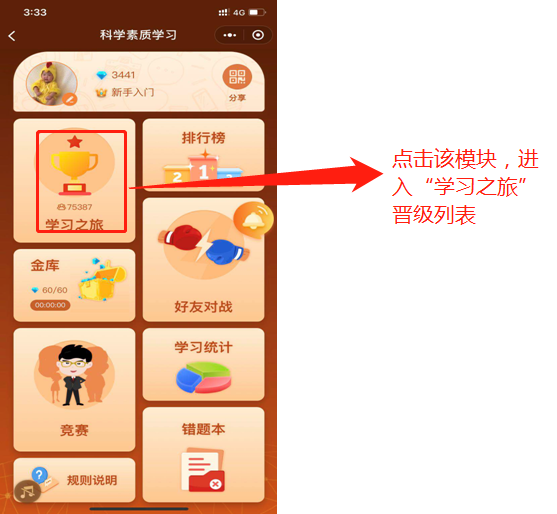 3:33
4G
科学素质学习
3441
新手入门
分享
75387
学习之旅
排行榜
2
1
3
金库
60/60
00:00:00
好友对战
竞赛
学习统计
错题本
?
规则说明
点击该模块，进
入“学习之旅”
晋级列表